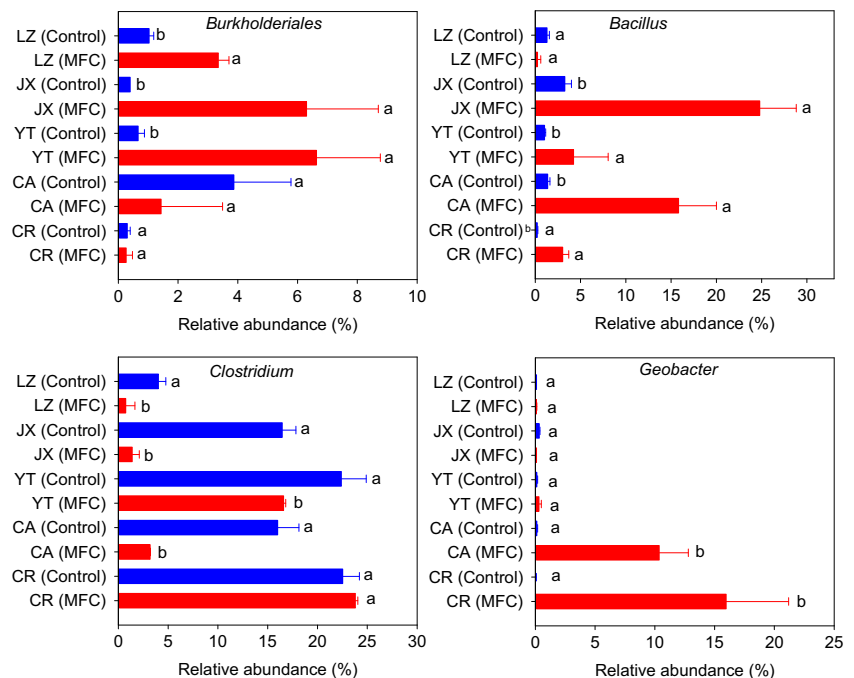 Burkholderiales
LZ (Control) b
LZ (MFC) a
JX (Control) b
JX (MFC) a
YT (Control) b
YT (MFC) a
CA (Control) a
CA (MFC) a
CR (Control) a
CR (MFC) a
0 2 4 6 8 10
Relative abundance (%)
Bacillus
LZ (Control) a
LZ (MFC) a
JX (Control) b
JX (MFC) a
YT (Control) b
YT (MFC) a
CA (Control) b
CA (MFC) a
CR (Control) b a
CR (MFC) a
0 5 10 15 20 25 30
Relative abundance (%)
Clostridium
LZ (Control) a
LZ (MFC) b
JX (Control) a
JX (MFC) b
YT (Control) a
YT (MFC) b
CA (Control) a
CA (MFC) b
CR (Control) a
CR (MFC) a
0 5 10 15 20 25 30
Relative abundance (%)
Geobacter
LZ (Control) a
LZ (MFC) a
JX (Control) a
JX (MFC) a
YT (Control) a
YT (MFC) a
CA (Control) a
CA (MFC) b
CR (Control) a
CR (MFC) b
0 5 10 15 20 25
Relative abundance (%)